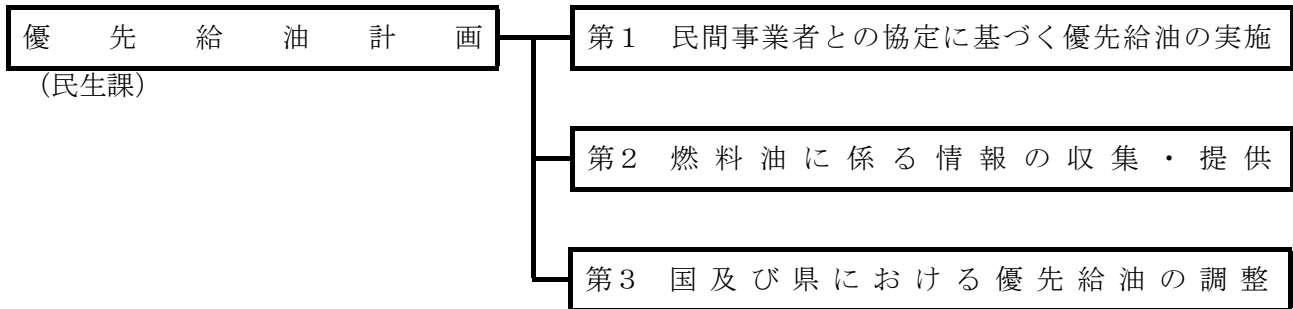 優先給油計画
（民生課）
第１　民間事業者との協定に基づく優先給油の実施
第２　燃料油に係る情報の収集・提供
第３　国及び県における優先給油の調整